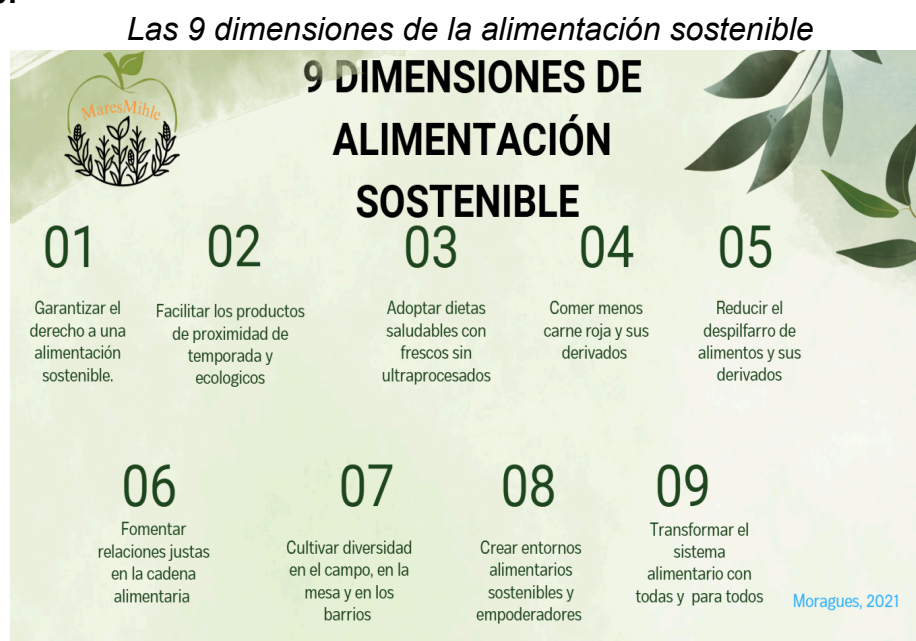 Las 9 dimensiones de la alimentación sostenible
MaresMihle
9 DIMENSIONES DE
ALIMENTACIÓN
SOSTENIBLE
01
Garantizar el
derecho a una
alimentación
sostenible.
02
Facilitar los productos
de proximidad de
temporada y
ecologicos
03
Adoptar dietas
saludables con
frescos sin
ultraprocesados
04
Comer menos
carne roja y sus
derivados
05
Reducir el
despilfarro de
alimentos y sus
derivados
06
Fomentar
relaciones justas
en la cadena
alimentaria
07
Cultivar diversidad
en el campo, en la
mesa y en los
barrios
08
Crear entornos
alimentarios
sostenibles y
empoderadores
09
Transformar el
sistema
alimentario con
todas y para todos
Moragues, 2021